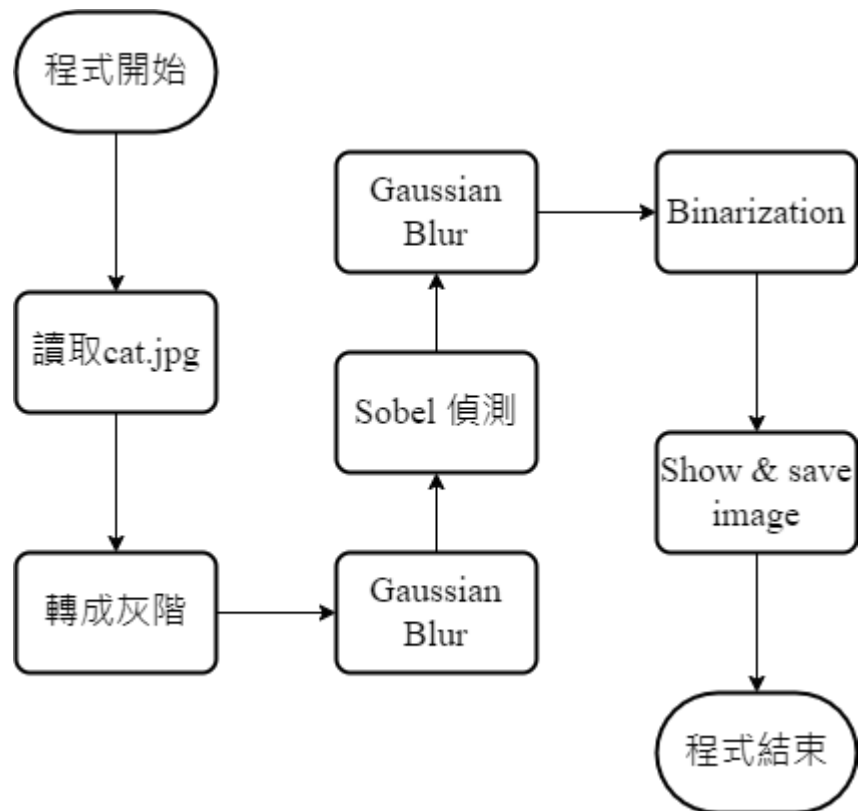 程式開始
讀取cat.jpg
轉成灰階
Gaussian
Blur
Sobel 偵測
Gaussian
Blur
Binarization
Show & save
image
程式結束